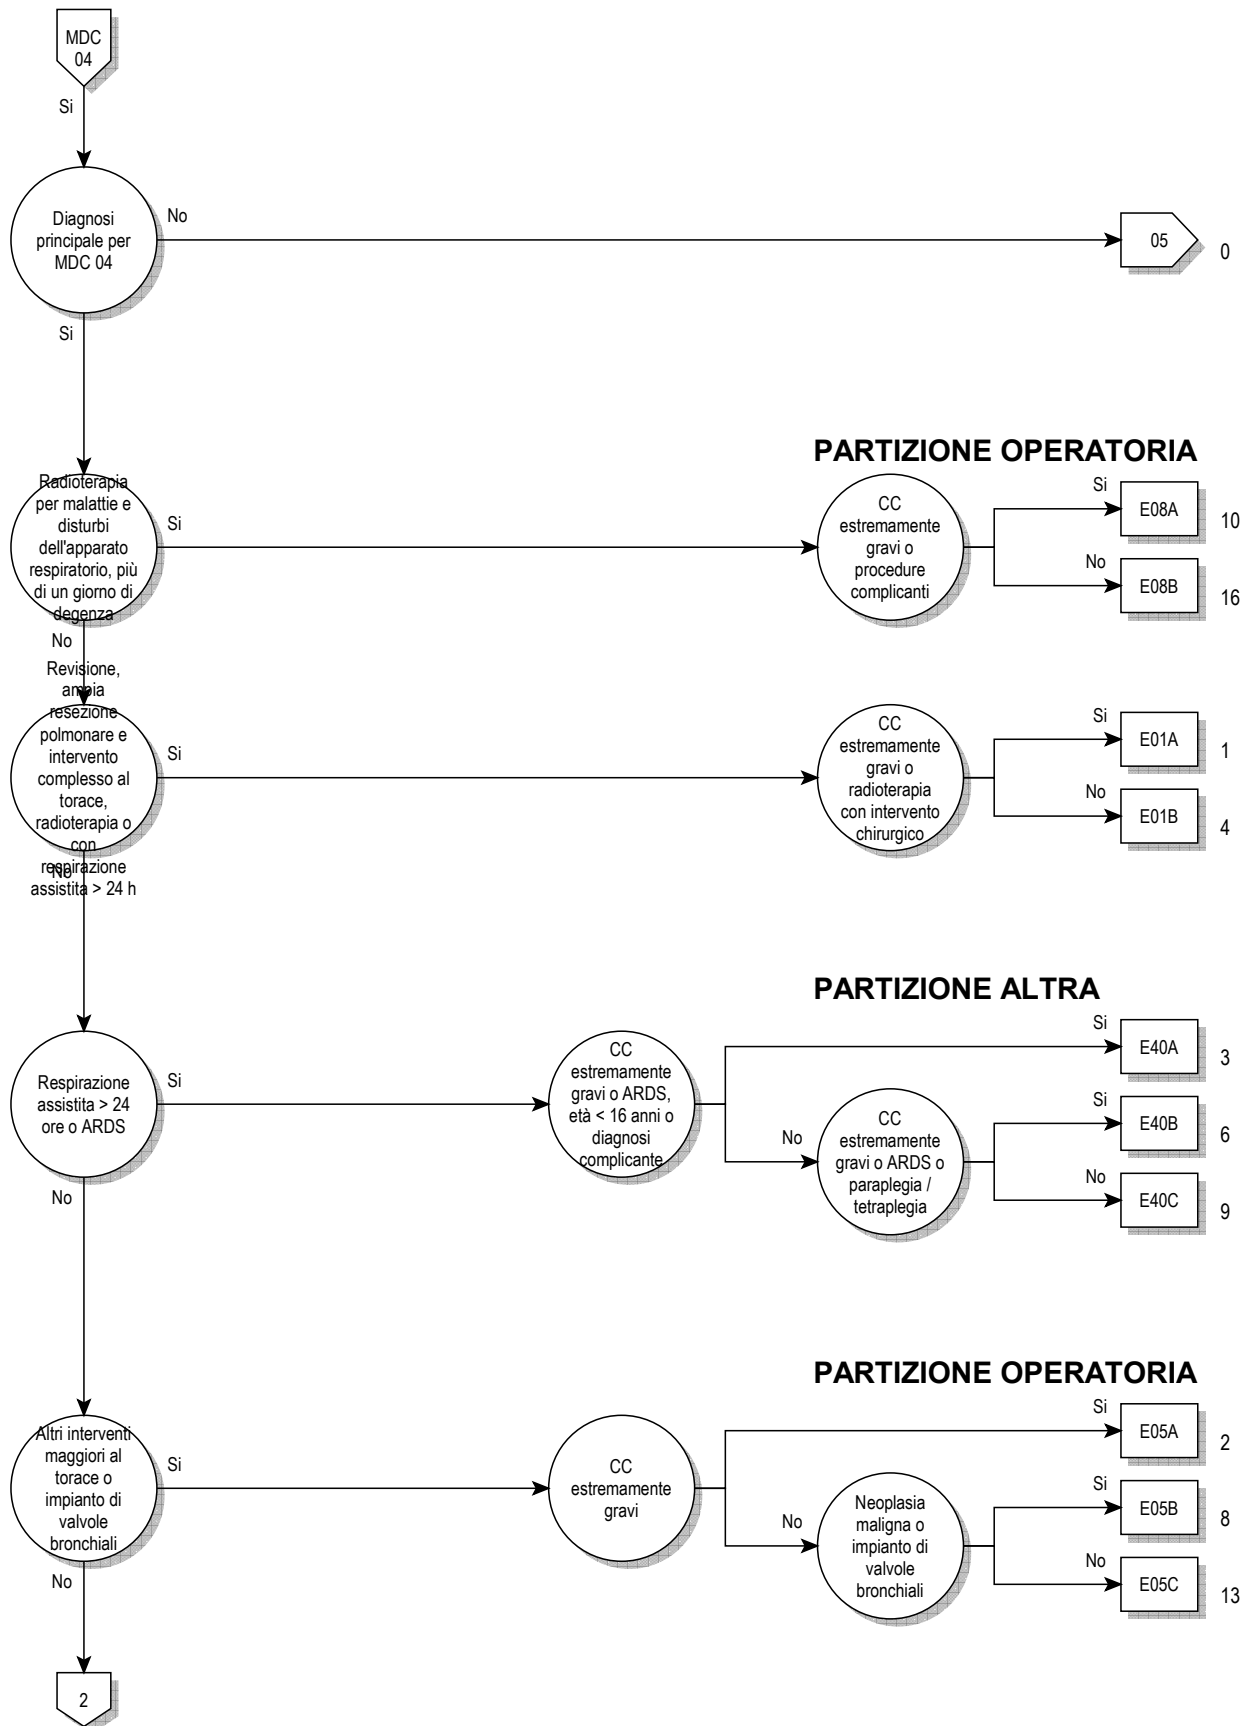 MDC
04
Si
Diagnosi
principale per
MDC 04
No
05
0
Si
PARTIZIONE OPERATORIA
Radioterapia
per malattie e
disturbi
dell'apparato
respiratorio, più
di un giorno di
degenza
Si
CC
estremamente
gravi o
procedure
complicanti
Si
E08A
10
No
E08B
16
No
Revisione,
ampia
resezione
polmonare e
intervento
complesso al
torace,
radioterapia o
con
respirazione
assistita > 24 h
Si
CC
estremamente
gravi o
radioterapia
con intervento
chirurgico
Si
E01A
1
No
E01B
4
No
PARTIZIONE ALTRA
Respirazione
assistita > 24
ore o ARDS
Si
CC
estremamente
gravi o ARDS,
età < 16 anni o
diagnosi
complicante
Si
E40A
3
No
CC
estremamente
gravi o ARDS o
paraplegia /
tetraplegia
Si
E40B
6
No
E40C
9
No
PARTIZIONE OPERATORIA
Altri interventi
maggiori al
torace o
impianto di
valvole
bronchiali
Si
CC
estremamente
gravi
Si
E05A
2
No
Neoplasia
maligna o
impianto di
valvole
bronchiali
Si
E05B
8
No
E05C
13
No
2